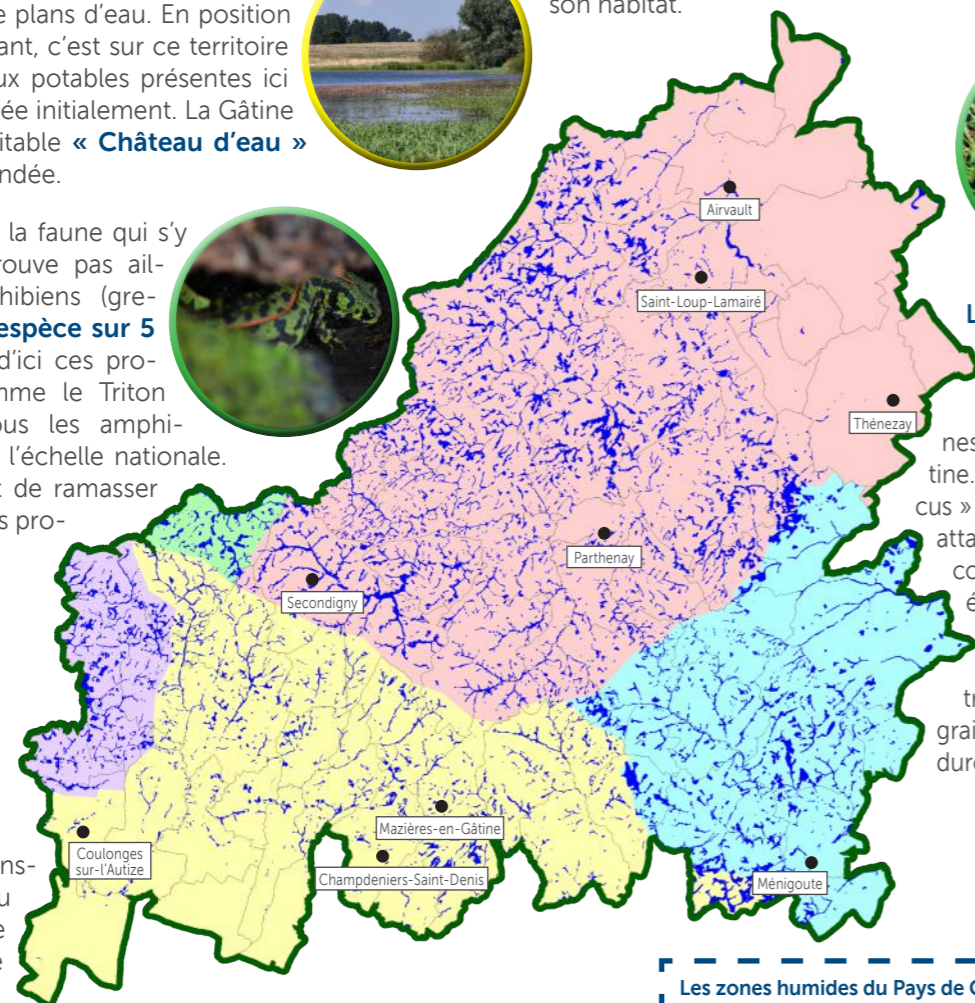 e plans d'eau. En position
ant, c'est sur ce territoire
ux potables présentes ici
ée initialement. La Gâtine
itable « Château d'eau »
ndée.
la faune qui s'y
rouve pas ail-
hibiens (gre-
espèce sur 5
d'ici ces pro-
mme le Triton
ous les amphi-
l'échelle nationale.
t de ramasser
s pro-
ns-
u
e
e
son habitat.
L
nes
tine.
cus »
atta
co
é
tr
grai
dur
Airvault
Saint-Loup-Lamairé
Thénezay
Parthenay
Secondigny
Mazières-en-Gâtine
Coulonges
sur-l'Autize
Champdeniers-Saint-Denis
Ménigoute
Les zones humides du Pays de